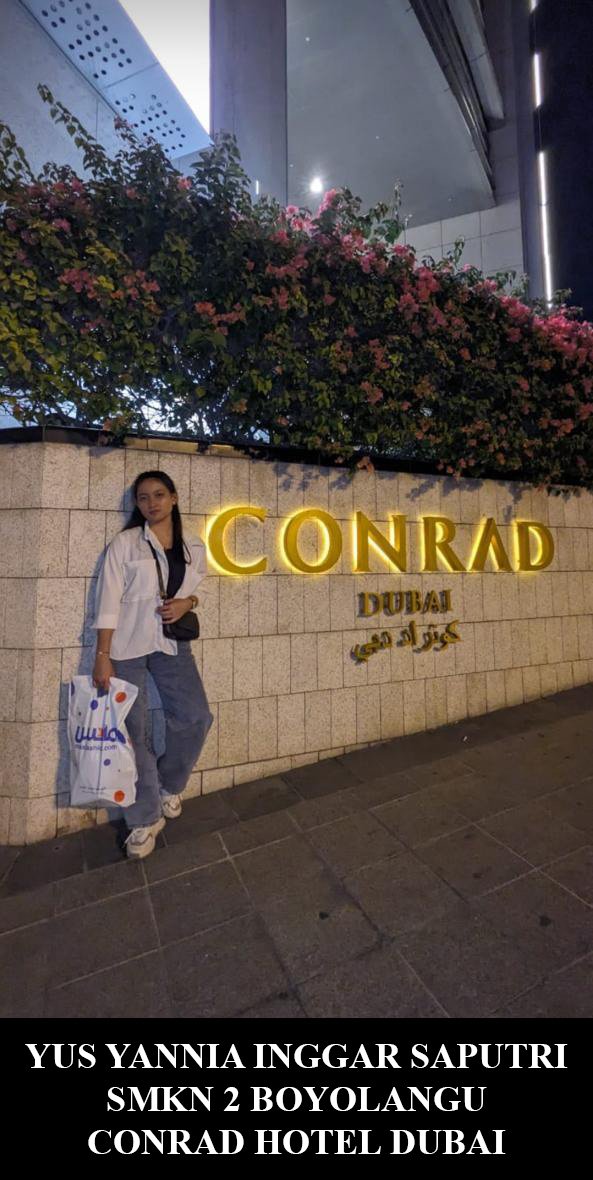 CONRAD
DUBAI
كونراد دبي
YUS YANNIA INGGAR SAPUTRI
SMKN 2 BOYOLANGU
CONRAD HOTEL DUBAI